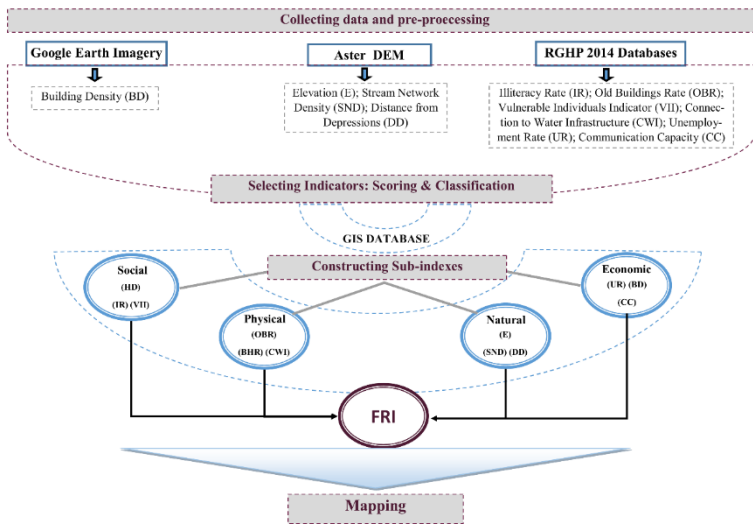 Collecting data and pre-proecessing
Google Earth Imagery
Aster DEM
RGHP 2014 Databases
Building Density (BD)
Elevation (E); Stream Network
Density (SND); Distance from
Depressions (DD)
Illiteracy Rate (IR); Old Buildings Rate (OBR);
Vulnerable Individuals Indicator (VII); Connec-
tion to Water Infrastructure (CWI); Unemploy-
ment Rate (UR); Communication Capacity (CC)
Selecting Indicators: Scoring & Classification
GIS DATABASE
Constructing Sub-indexes
Social
(HD)
(IR) (VII)
Physical
(OBR)
(BHR) (CWI)
Natural
(E)
(SND) (DD)
Economic
(UR) (BD)
(CC)
FRI
Mapping